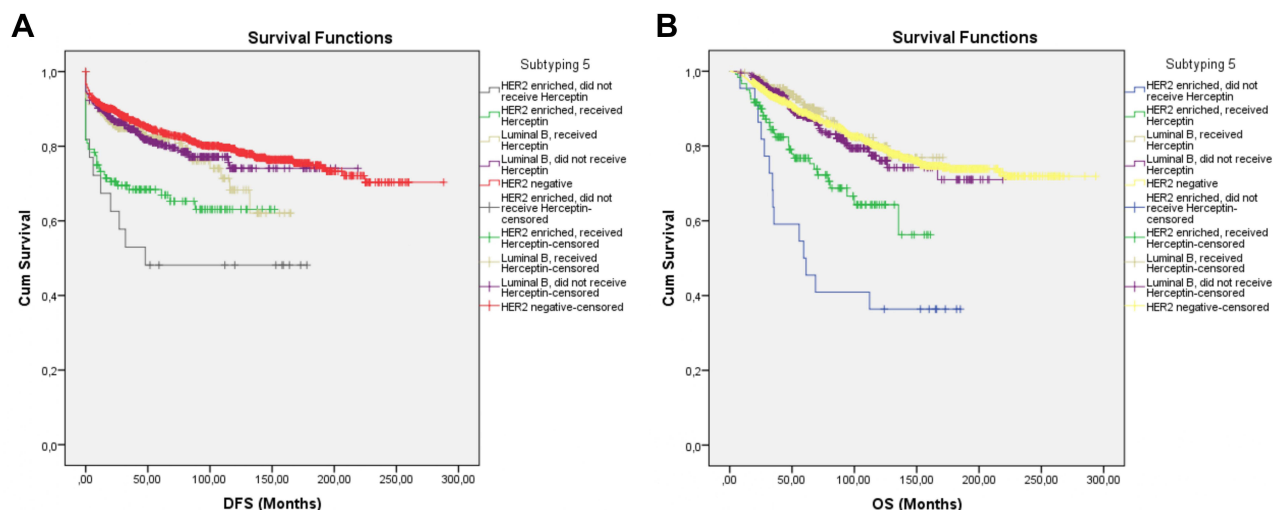 A
Survival Functions
Cum Survival
1,0
0,8
0,6
0,4
0,2
0,0
,00
50,00
100,00
150,00
200,00
250,00
300,00
DFS (Months)
Subtyping 5
HER2 enriched, did not
receive Herceptin
HER2 enriched, received
Herceptin
Luminal B, received
Herceptin
Luminal B, did not receive
Herceptin
HER2 negative
HER2 enriched, did not
receive Herceptin-
censored
HER2 enriched, received
Herceptin-censored
Luminal B, received
Herceptin-censored
Luminal B, did not receive
Herceptin-censored
HER2 negative-censored
B
Survival Functions
Cum Survival
1,0
0,8
0,6
0,4
0,2
0,0
,00
50,00
100,00
150,00
200,00
250,00
300,00
OS (Months)
Subtyping 5
HER2 enriched, did not
receive Herceptin
HER2 enriched, received
Herceptin
Luminal B, received
Herceptin
Luminal B, did not receive
Herceptin
HER2 negative
HER2 enriched, did not
receive Herceptin-
censored
HER2 enriched, received
Herceptin-censored
Luminal B, received
Herceptin-censored
Luminal B, did not receive
Herceptin-censored
HER2 negative-censored